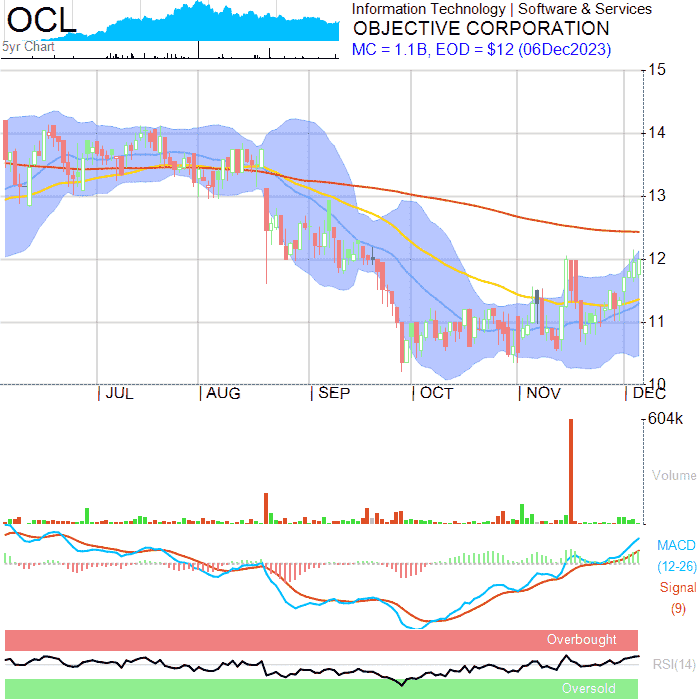 OCL
5yr Chart
Information Technology | Software & Services
OBJECTIVE CORPORATION
MC = 1.1B, EOD = $12 (06Dec2023)
15
14
13
12
11
10
JUL
AUG
SEP
OCT
NOV
DEC
604k
Volume
MACD
(12-26)
Signal
(9)
Overbought
RSI(14)
Oversold